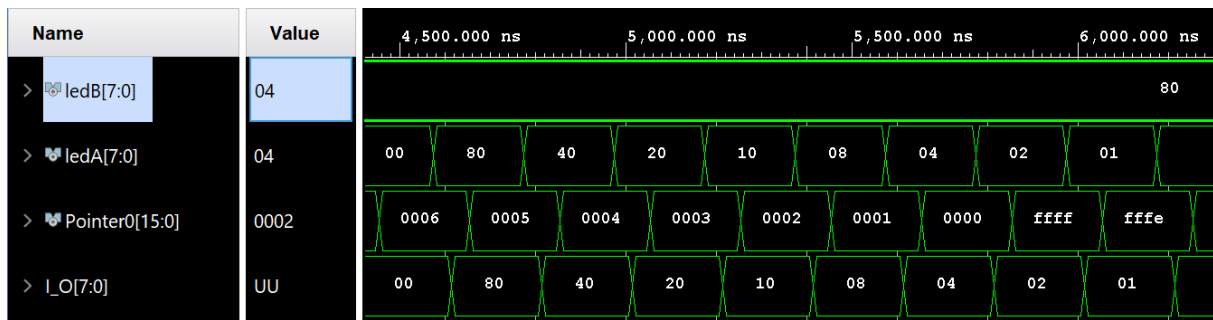 Name Value 4,500.000 ns 5,000.000 ns 5,500.000 ns 6,000.000 ns
> ledB[7:0] 04 80
> ledA[7:0] 04 00 80 40 20 10 08 04 02 01
> Pointer0[15:0] 0002 0006 0005 0004 0003 0002 0001 0000 ffff fffe
> I_O[7:0] UU 00 80 40 20 10 08 04 02 01